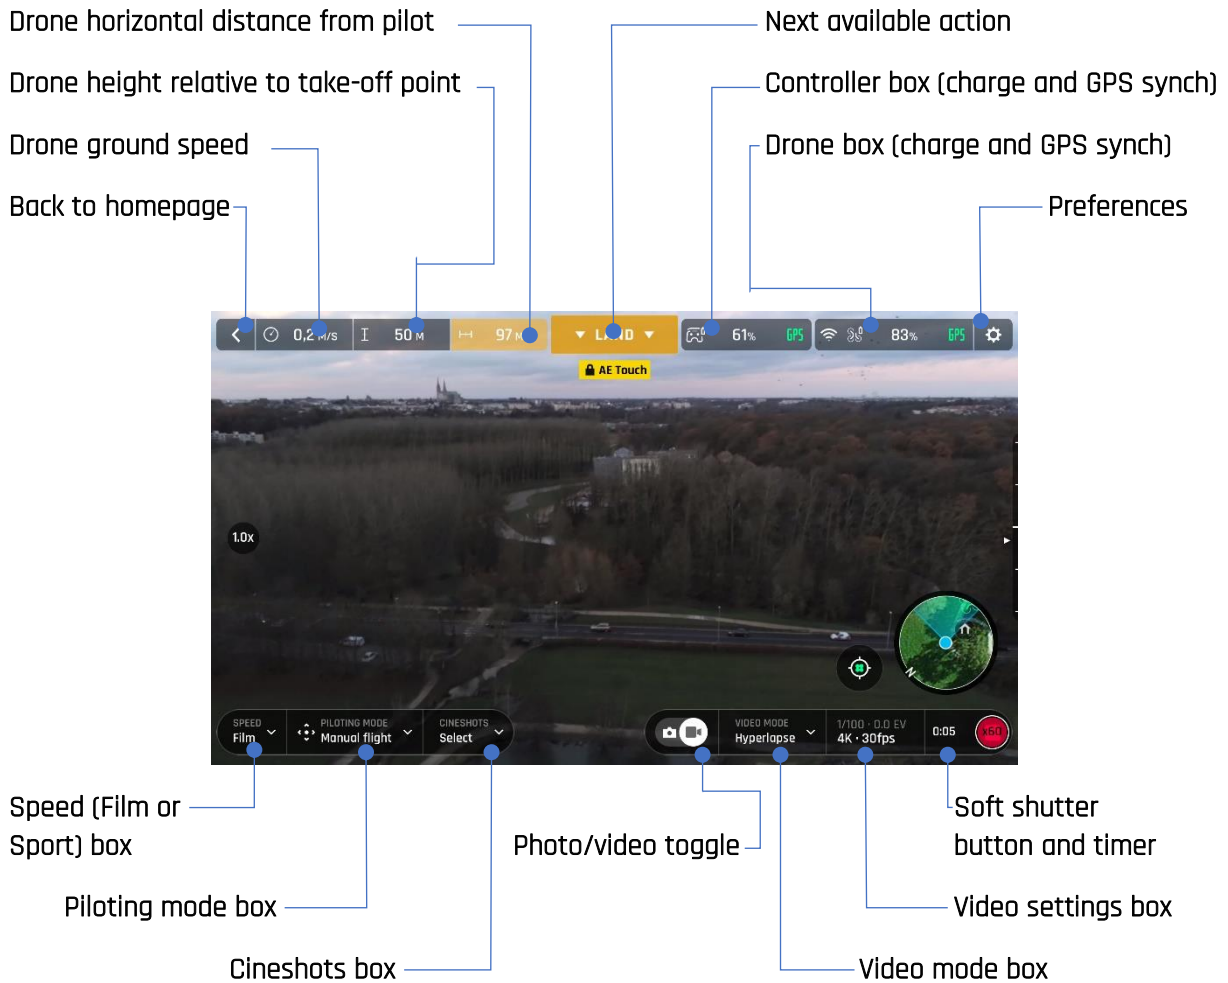 Drone horizontal distance from pilot
Next available action
Drone height relative to take-off point
Controller box (charge and GPS synch)
Drone ground speed
Drone box (charge and GPS synch)
Back to homepage
Preferences
0,2 M/S
50 M
97 M
LAND
61%
GPS
83%
GPS
AE Touch
1.0x
N
SPEED
Film
PILOTING MODE
Manual flight
CINESHOTS
Select
VIDEO MODE
Hyperlapse
1/100 · 0.0 EV
4K · 30fps
0:05
x60
Speed (Film or
Sport) box
Photo/video toggle
Soft shutter
button and timer
Piloting mode box
Video settings box
Cineshots box
Video mode box